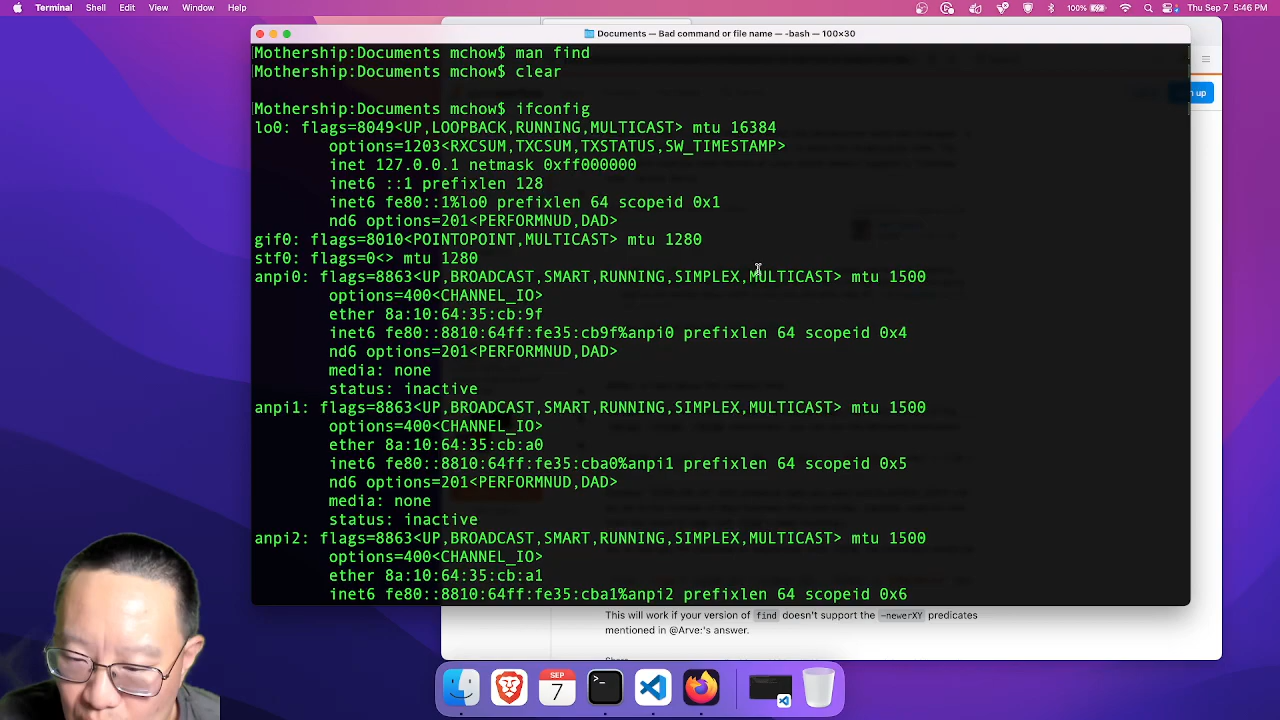 Terminal Shell Edit View Window Help
100% Thu Sep 7 5:46 PM
Documents — Bad command or file name — -bash — 100×30
Mothership:Documents mchow$ man find
Mothership:Documents mchow$ clear
Mothership:Documents mchow$ ifconfig
lo0: flags=8049<UP,LOOPBACK,RUNNING,MULTICAST> mtu 16384
options=1203<RXCSUM,TXCSUM,TXSTATUS,SW_TIMESTAMP>
inet 127.0.0.1 netmask 0xff000000
inet6 ::1 prefixlen 128
inet6 fe80::1%lo0 prefixlen 64 scopeid 0x1
nd6 options=201<PERFORMNUD,DAD>
gif0: flags=8010<POINTOPOINT,MULTICAST> mtu 1280
stf0: flags=0<> mtu 1280
anpi0: flags=8863<UP,BROADCAST,SMART,RUNNING,SIMPLEX,MULTICAST> mtu 1500
options=400<CHANNEL_IO>
ether 8a:10:64:35:cb:9f
inet6 fe80::8810:64ff:fe35:cb9f%anpi0 prefixlen 64 scopeid 0x4
nd6 options=201<PERFORMNUD,DAD>
media: none
status: inactive
anpi1: flags=8863<UP,BROADCAST,SMART,RUNNING,SIMPLEX,MULTICAST> mtu 1500
options=400<CHANNEL_IO>
ether 8a:10:64:35:cb:a0
inet6 fe80::8810:64ff:fe35:cba0%anpi1 prefixlen 64 scopeid 0x5
nd6 options=201<PERFORMNUD,DAD>
media: none
status: inactive
anpi2: flags=8863<UP,BROADCAST,SMART,RUNNING,SIMPLEX,MULTICAST> mtu 1500
options=400<CHANNEL_IO>
ether 8a:10:64:35:cb:a1
inet6 fe80::8810:64ff:fe35:cba1%anpi2 prefixlen 64 scopeid 0x6
up
This will work if your version of find doesn't support the -newerXY predicates
mentioned in @Arve:'s answer.
SEP
7